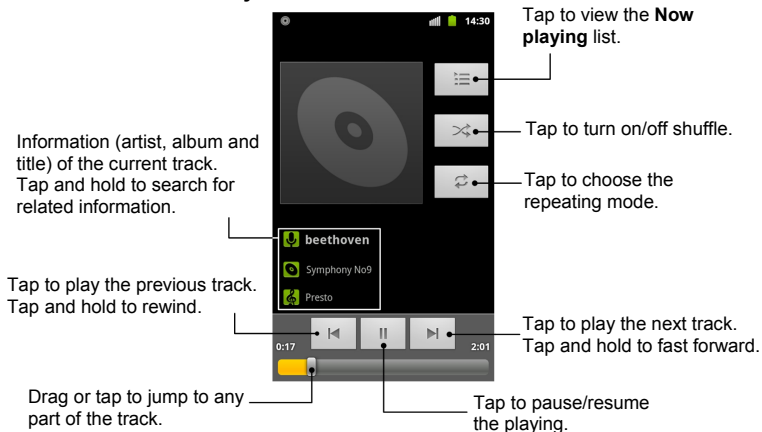 14:30
Tap to view the Now
playing list.
Tap to turn on/off shuffle.
Information (artist, album and
title) of the current track.
Tap and hold to search for
related information.
Tap to choose the
repeating mode.
beethoven
Symphony No9
Presto
Tap to play the previous track.
Tap and hold to rewind.
0:17
2:01
Tap to play the next track.
Tap and hold to fast forward.
Drag or tap to jump to any
part of the track.
Tap to pause/resume
the playing.